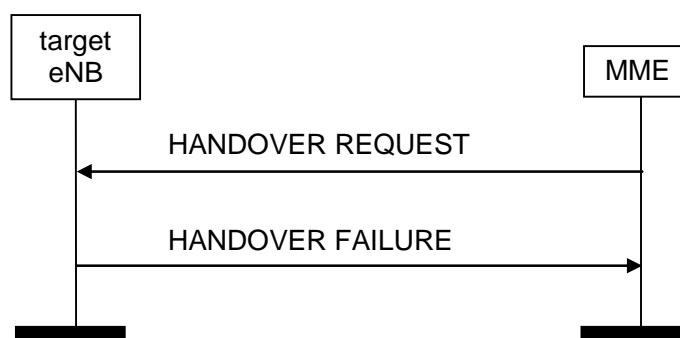 target
eNB
MME
HANDOVER REQUEST
HANDOVER FAILURE